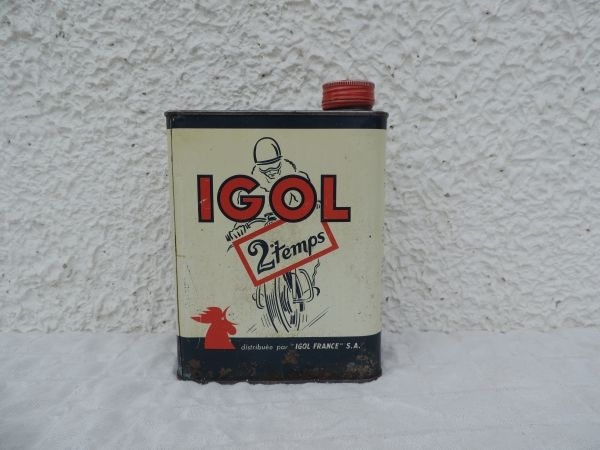 IGOL
2 temps
distribuée par "IGOL FRANCE" S.A.